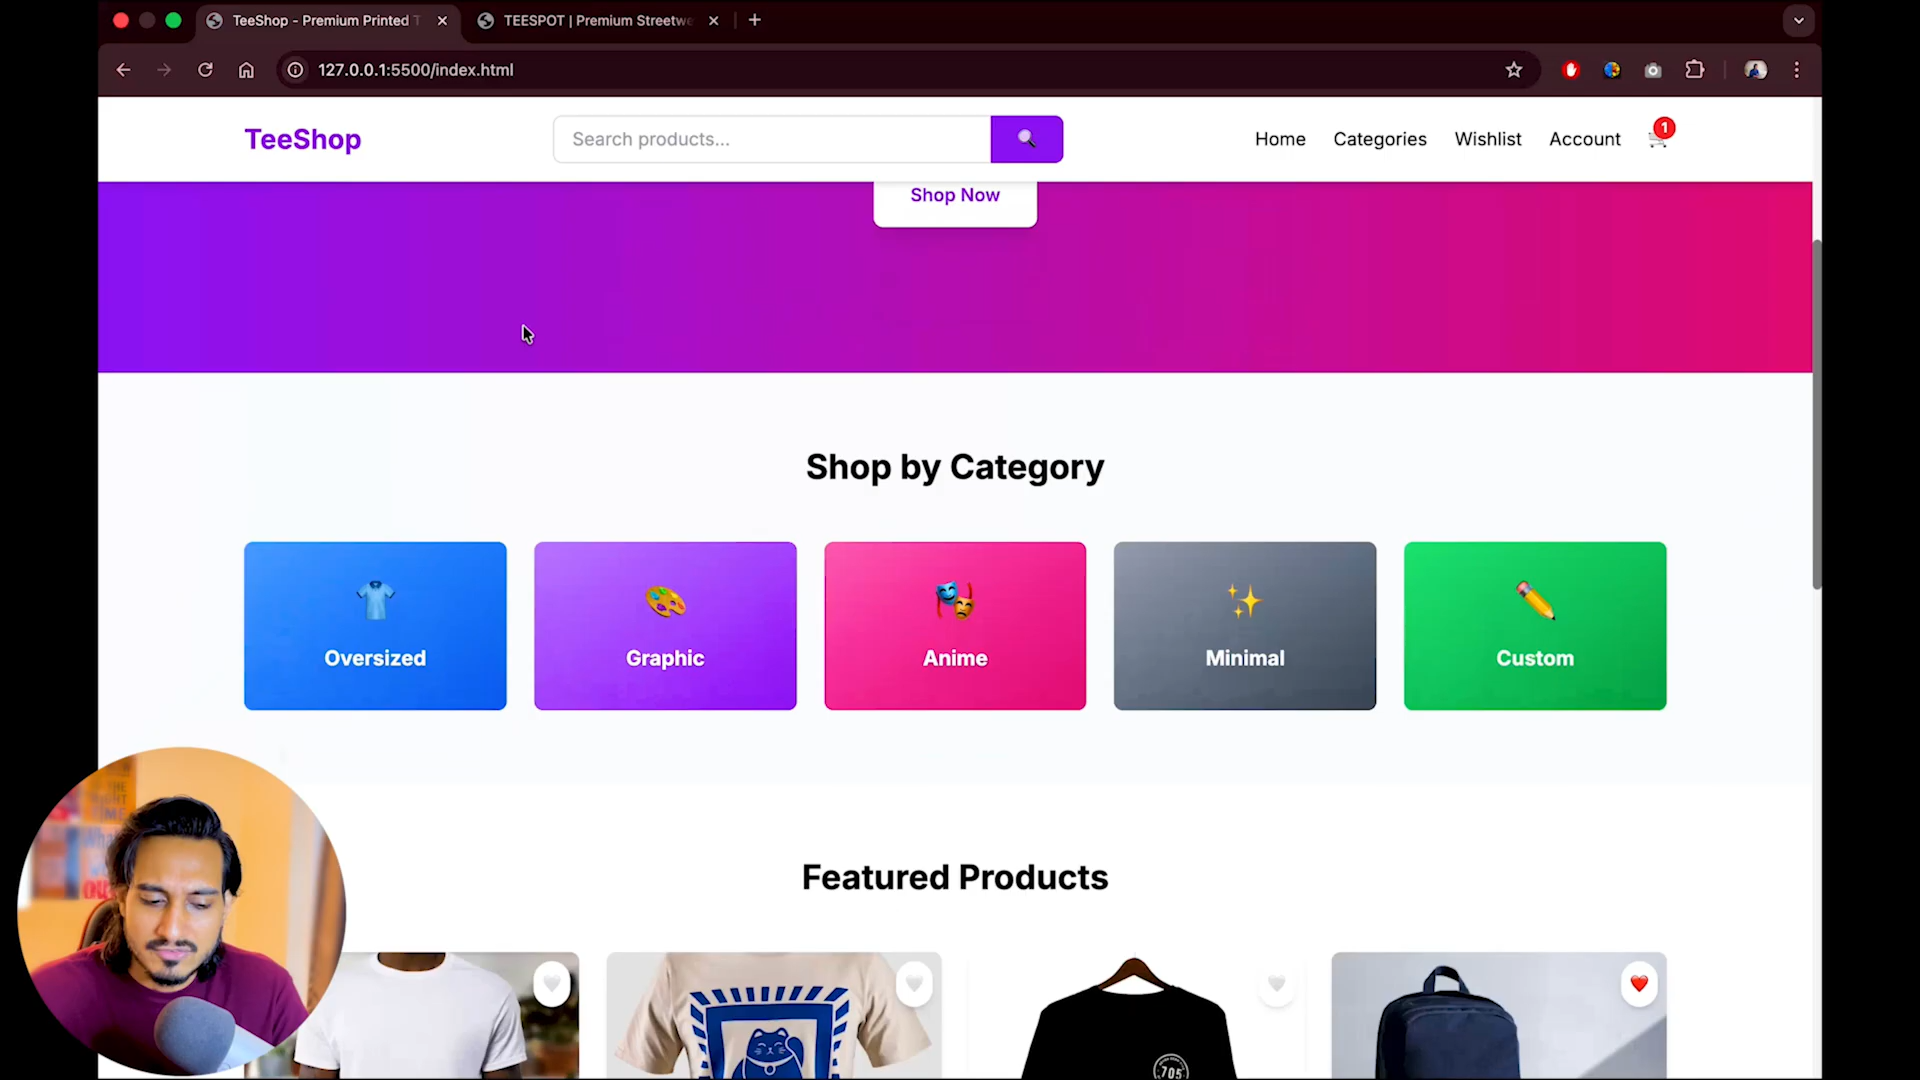 TeeShop - Premium Printed T
TEESPOT | Premium Streetwe
127.0.0.1:5500/index.html
TeeShop
Search products...
Home
Categories
Wishlist
Account
1
Shop Now
Shop by Category
Oversized
Graphic
Anime
Minimal
Custom
Featured Products
705